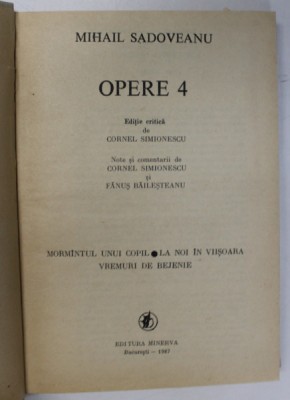 MIHAIL SADOVEANU
OPERE 4
Ediție critică
de
CORNEL SIMIONESCU
Note și comentarii de
CORNEL SIMIONESCU
și
FĂNUȘ BĂILEȘTEANU
MORMÎNTUL UNUI COPIL ● LA NOI ÎN VIIȘOARA
VREMURI DE BEJENIE
EDITURA MINERVA
București – 1987